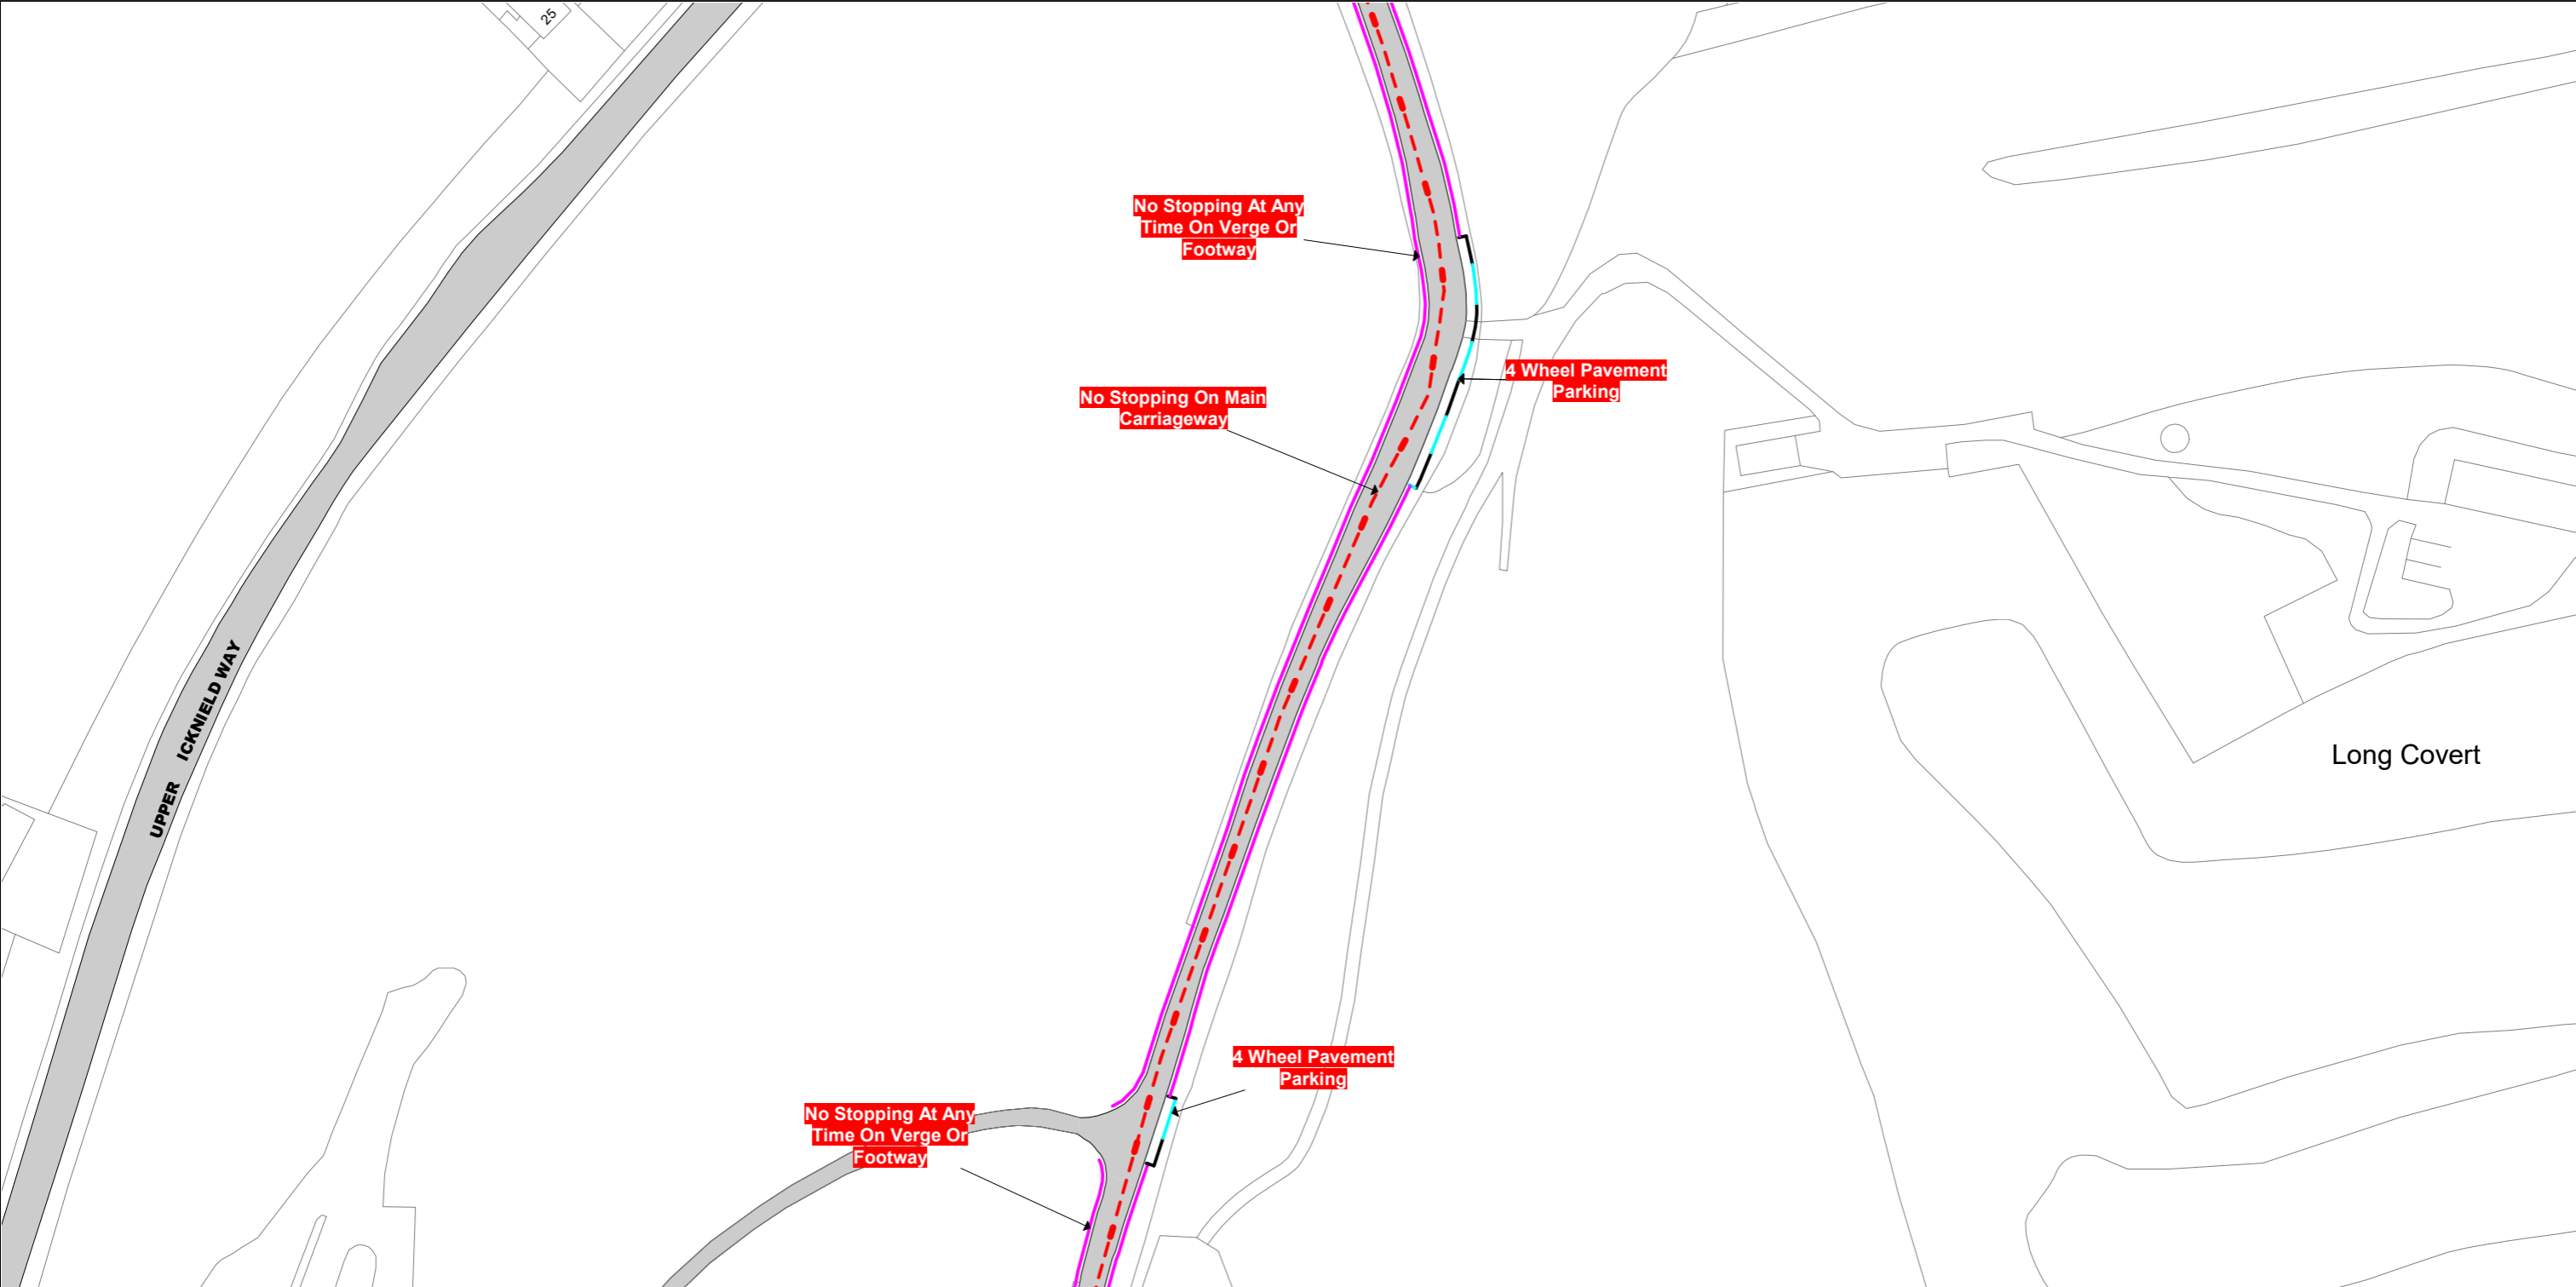 25
No Stopping At Any
Time On Verge Or
Footway
4 Wheel Pavement
Parking
No Stopping On Main
Carriageway
UPPER ICKNIELD WAY
Long Covert
4 Wheel Pavement
Parking
No Stopping At Any
Time On Verge Or
Footway